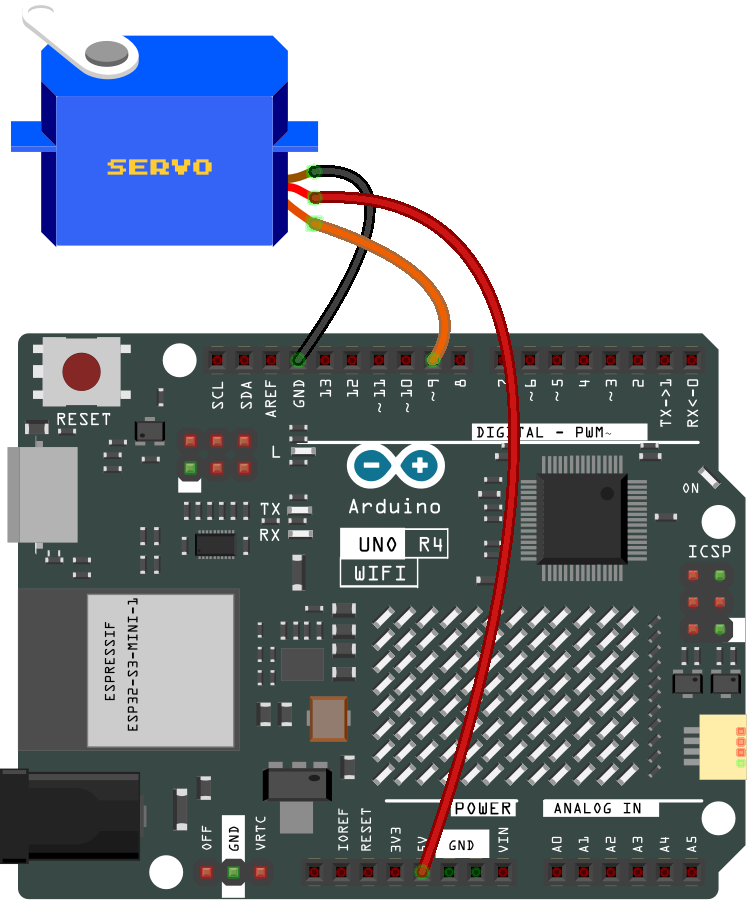 SERVO
SCL
SDA
AREF
GND
13
12
~11
~10
~9
8
7
~6
~5
4
~3
2
TX->1
RX<-0
RESET
DIGITAL - PWM~
L
ON
Arduino
TX
RX
UNO R4
WIFI
ICSP
ESPRESSIF
ESP32-S3-MINI-1
POWER
ANALOG IN
OFF
GND
VRTC
IOREF
RESET
3V3
5V
GND
VIN
A0
A1
A2
A3
A4
A5